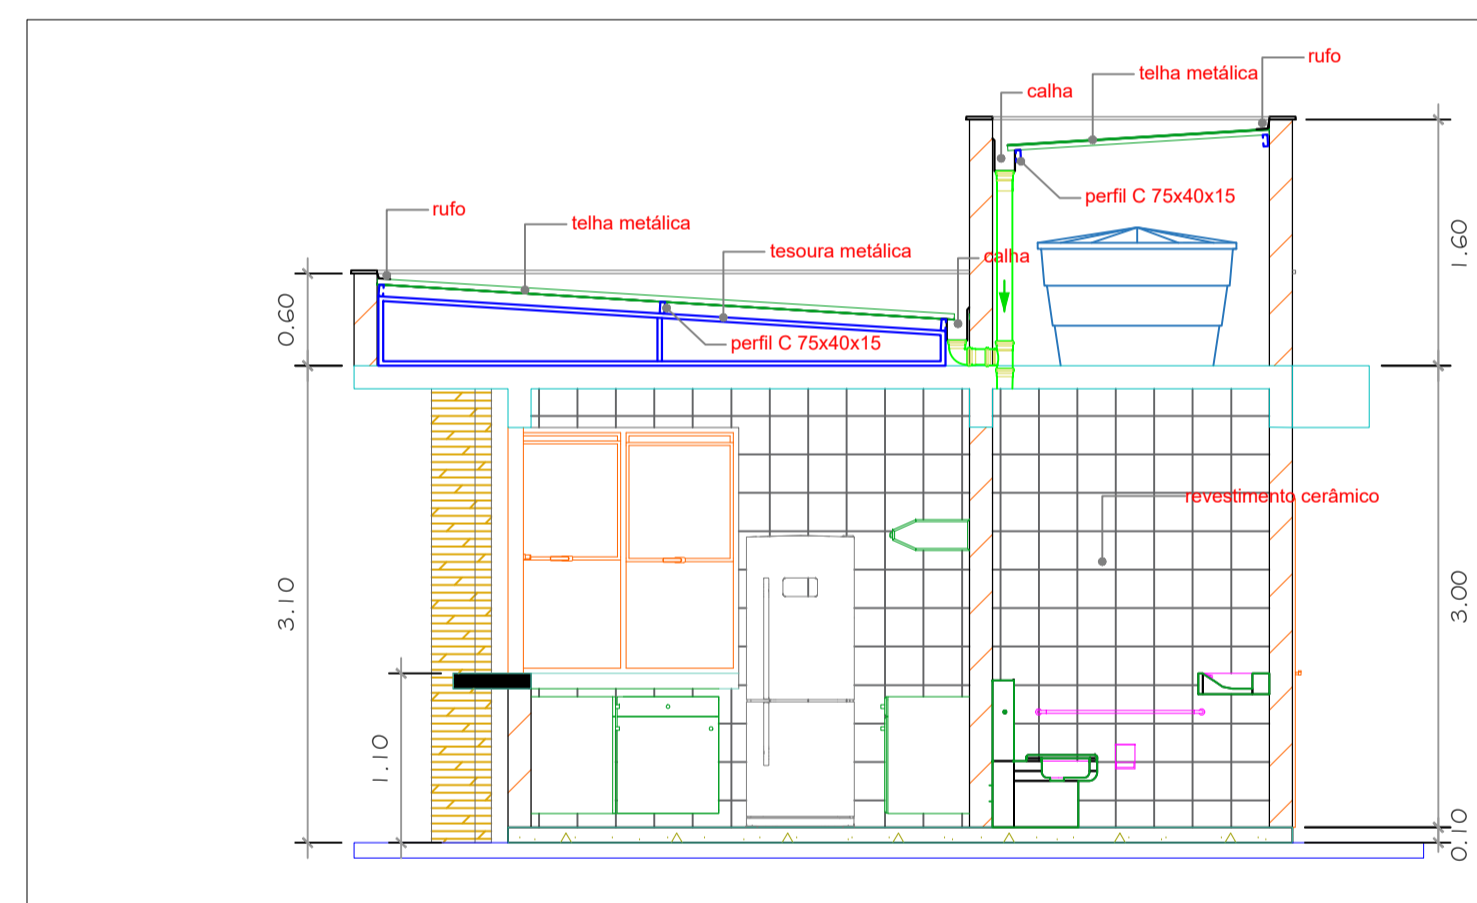 rufo
telha metálica
calha
perfil C 75x40x15
rufo
telha metálica
tesoura metálica
calha
perfil C 75x40x15
1.60
0.60
revestimento cerâmico
3.10
3.00
1.10
0.10